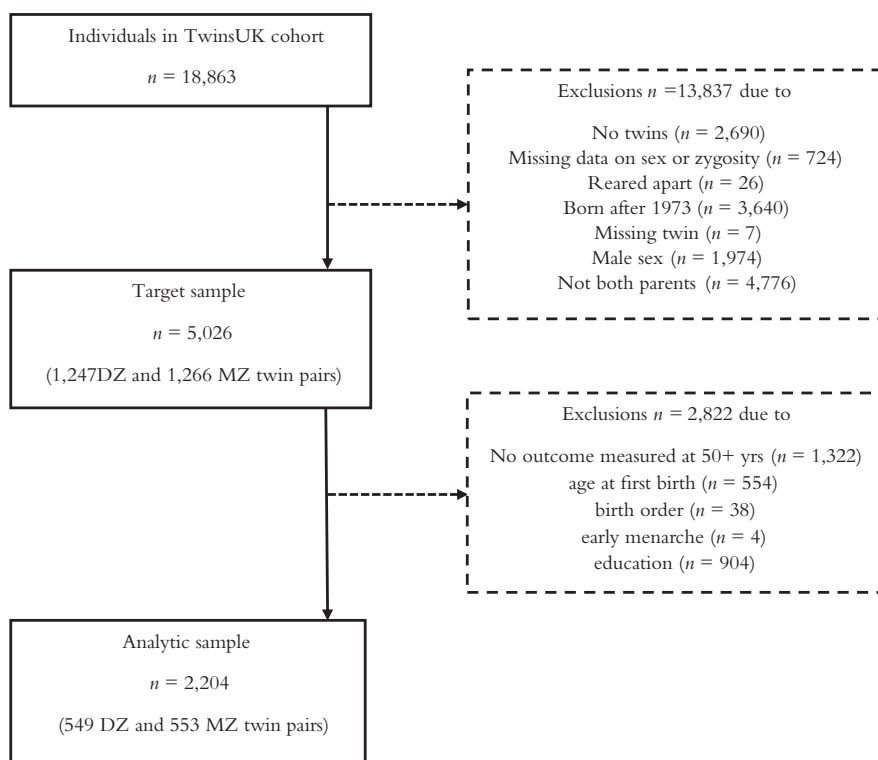 Individuals in TwinsUK cohort
n = 18,863
Exclusions n =13,837 due to
No twins (n = 2,690)
Missing data on sex or zygosity (n = 724)
Reared apart (n = 26)
Born after 1973 (n = 3,640)
Missing twin (n = 7)
Male sex (n = 1,974)
Not both parents (n = 4,776)
Target sample
n = 5,026
(1,247DZ and 1,266 MZ twin pairs)
Exclusions n = 2,822 due to
No outcome measured at 50+ yrs (n = 1,322)
age at first birth (n = 554)
birth order (n = 38)
early menarche (n = 4)
education (n = 904)
Analytic sample
n = 2,204
(549 DZ and 553 MZ twin pairs)